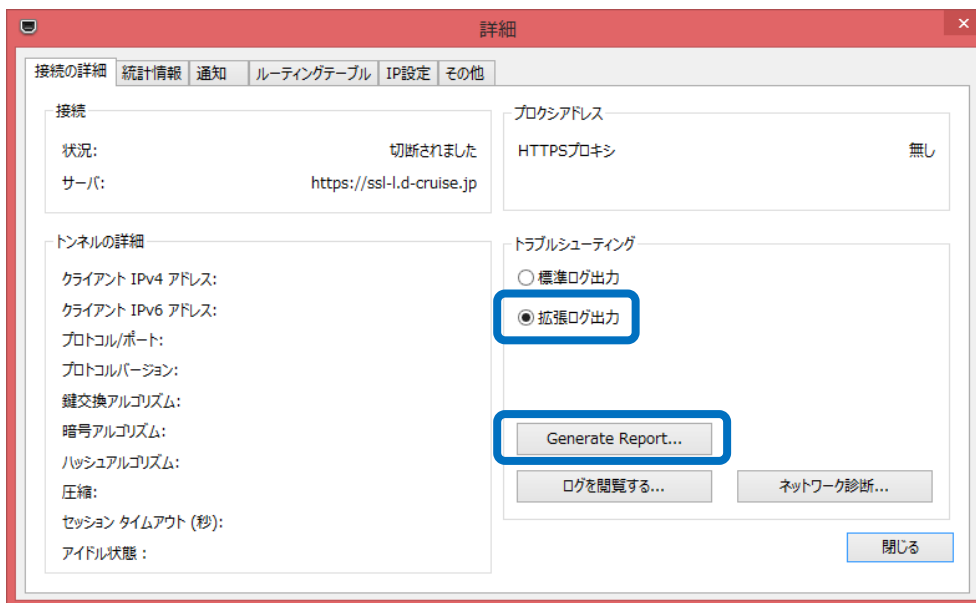 詳細
接続の詳細 統計情報 通知 ルーティングテーブル IP設定 その他
接続
状況: 切断されました
サーバ: https://ssl-l.d-cruise.jp
プロクシアドレス
HTTPSプロキシ 無し
トンネルの詳細
クライアント IPv4 アドレス:
クライアント IPv6 アドレス:
プロトコル/ポート:
プロトコルバージョン:
鍵交換アルゴリズム:
暗号アルゴリズム:
ハッシュアルゴリズム:
圧縮:
セッション タイムアウト (秒):
アイドル状態 :
トラブルシューティング
標準ログ出力
拡張ログ出力
Generate Report...
ログを閲覧する... ネットワーク診断...
閉じる